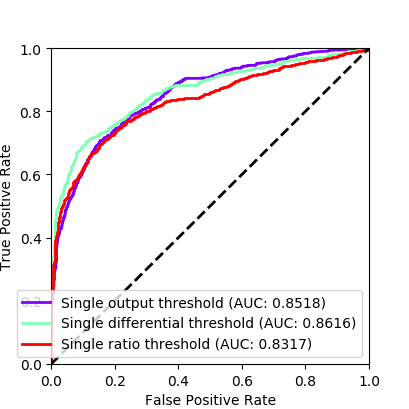 1.0
0.8
0.6
0.4
0.2
0.0
True Positive Rate
Single output threshold (AUC: 0.8518)
Single differential threshold (AUC: 0.8616)
Single ratio threshold (AUC: 0.8317)
0.0 0.2 0.4 0.6 0.8 1.0
False Positive Rate